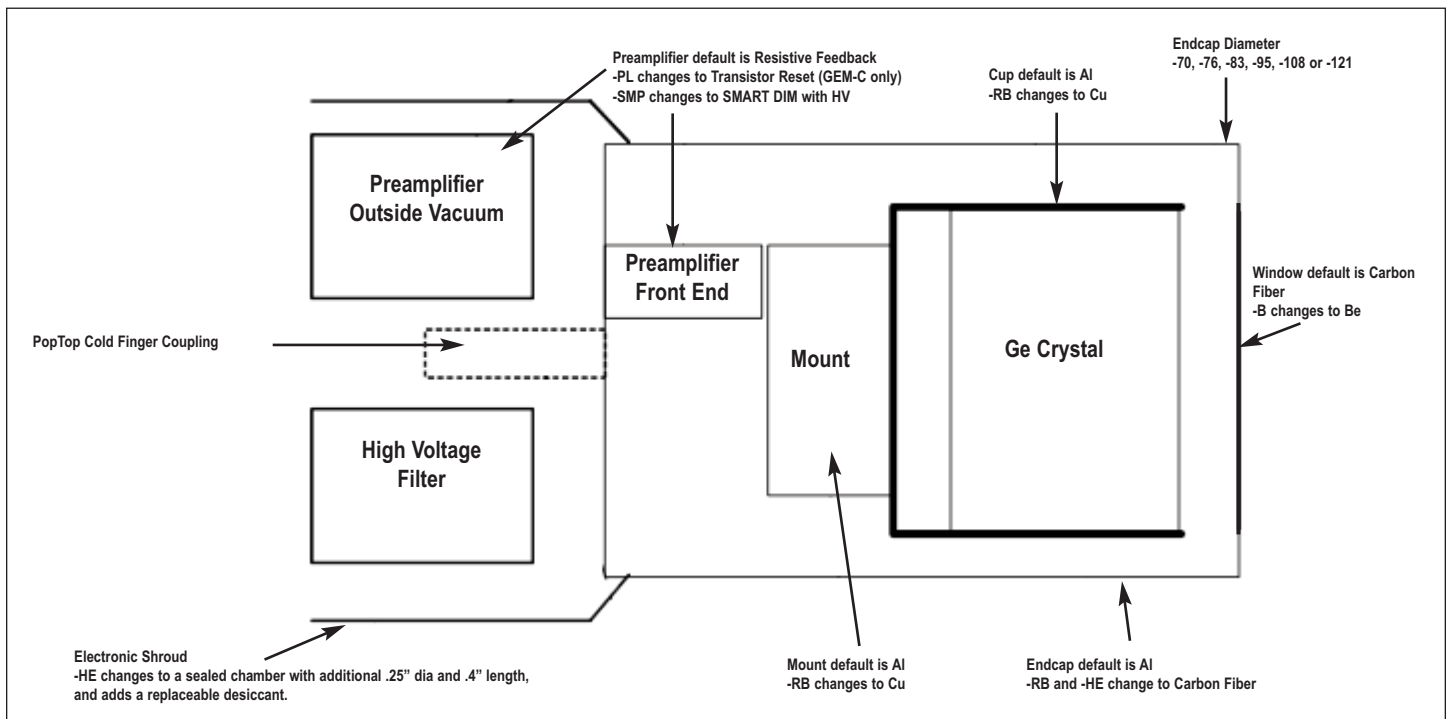 Preamplifier default is Resistive Feedback
-PL changes to Transistor Reset (GEM-C only)
-SMP changes to SMART DIM with HV
Cup default is Al
-RB changes to Cu
Endcap Diameter
-70, -76, -83, -95, -108 or -121
Preamplifier
Outside Vacuum
Preamplifier
Front End
Window default is Carbon
Fiber
-B changes to Be
PopTop Cold Finger Coupling
Mount
Ge Crystal
High Voltage
Filter
Electronic Shroud
-HE changes to a sealed chamber with additional .25” dia and .4” length,
and adds a replaceable desiccant.
Mount default is Al
-RB changes to Cu
Endcap default is Al
-RB and -HE change to Carbon Fiber